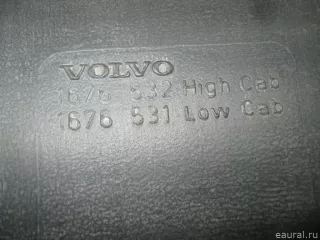 VOLVO
1676 532 High Cab
1676 531 Low Cab
eaural.ru